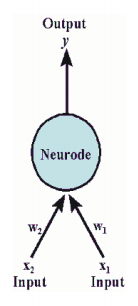 Output
y
Neurode
w₂ w₁
x₂ x₁
Input Input